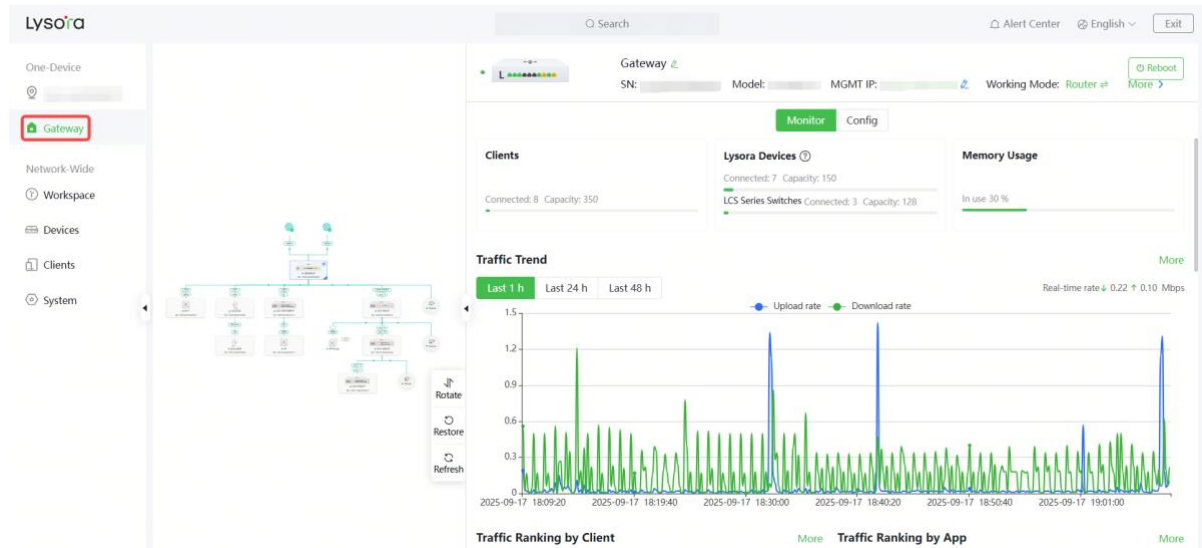 Lysora
Search
Alert Center
English
Exit
One-Device
Gateway
Network-Wide
Workspace
Devices
Clients
System
Rotate
Restore
Refresh
Gateway
Reboot
SN:
Model:
MGMT IP:
Working Mode: Router
More >
Monitor
Config
Clients
Connected: 8 Capacity: 350
Lysora Devices
Connected: 7 Capacity: 150
LCS Series Switches Connected: 3 Capacity: 128
Memory Usage
In use 30 %
Traffic Trend
More
Last 1 h
Last 24 h
Last 48 h
Real-time rate↓ 0.22 ↑ 0.10 Mbps
Upload rate
Download rate
1.5
1.2
0.9
0.6
0.3
0
2025-09-17 18:09:20
2025-09-17 18:19:40
2025-09-17 18:30:00
2025-09-17 18:40:20
2025-09-17 18:50:40
2025-09-17 19:01:00
Traffic Ranking by Client
More
Traffic Ranking by App
More